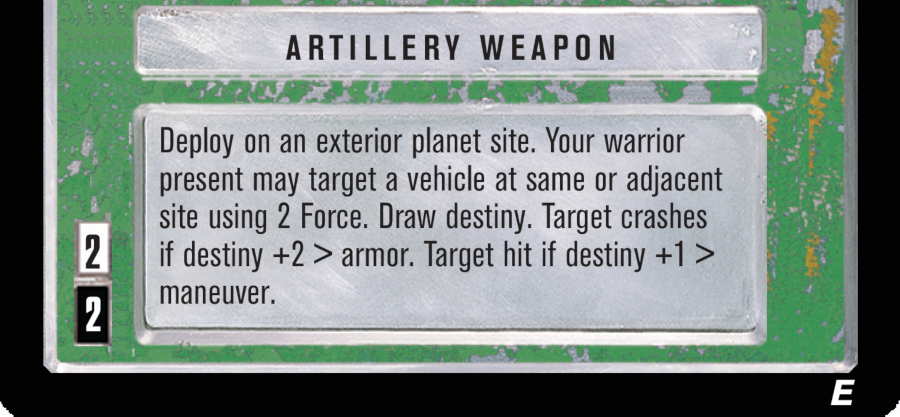 ARTILLERY WEAPON
Deploy on an exterior planet site. Your warrior
present may target a vehicle at same or adjacent
site using 2 Force. Draw destiny. Target crashes
if destiny +2 > armor. Target hit if destiny +1 >
maneuver.
2
2
E